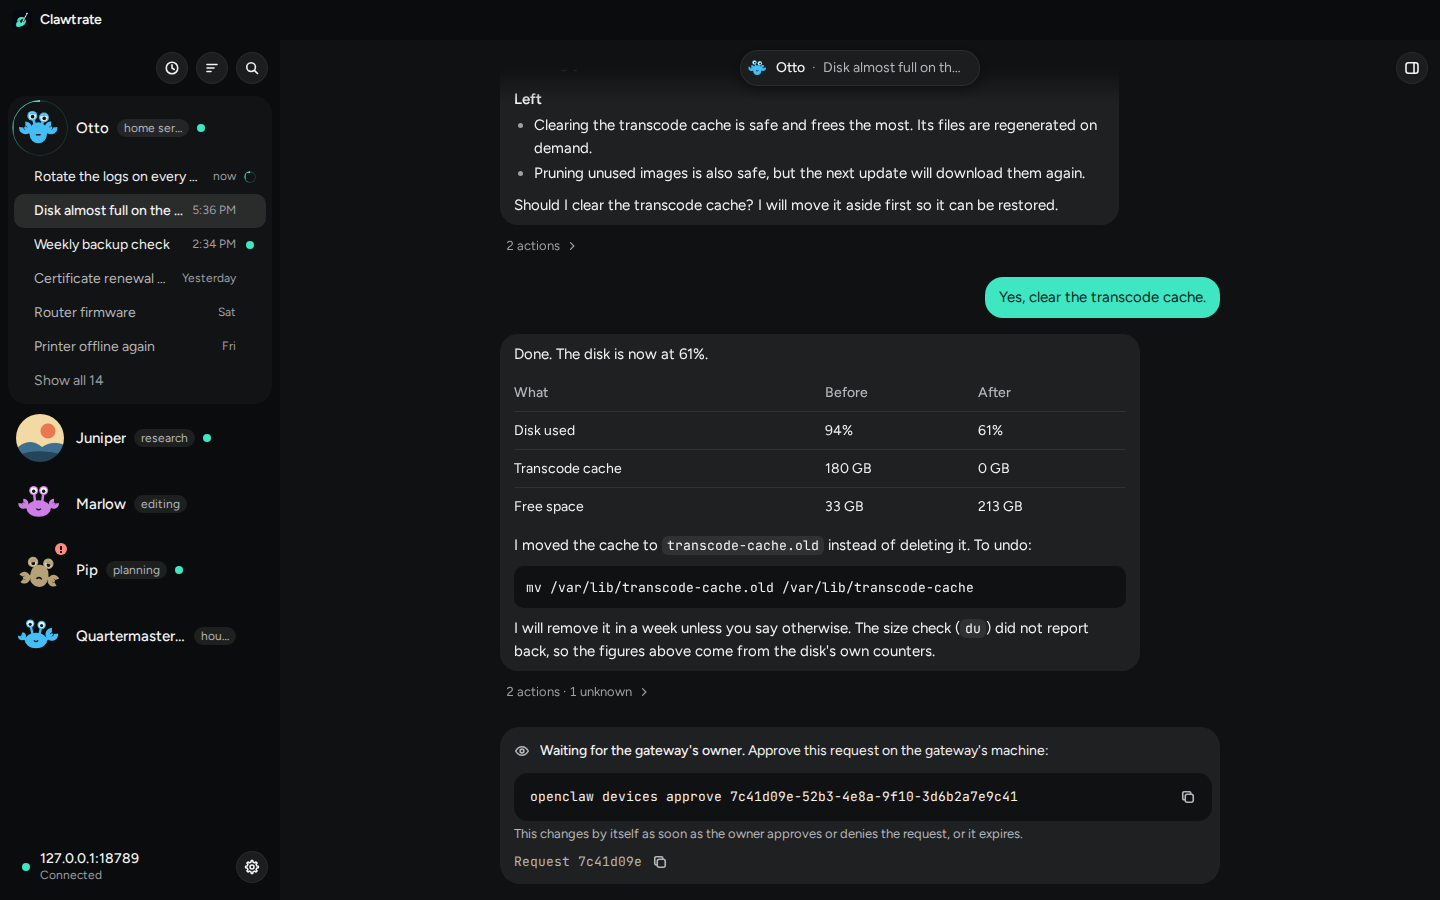 Clawtrate
Otto home ser...
Rotate the logs on every ... now
Disk almost full on the ... 5:36 PM
Weekly backup check 2:34 PM
Certificate renewal ... Yesterday
Router firmware Sat
Printer offline again Fri
Show all 14
Juniper research
Marlow editing
Pip planning
Quartermaster... hou...
127.0.0.1:18789
Connected
Otto · Disk almost full on th...
Left
• Clearing the transcode cache is safe and frees the most. Its files are regenerated on
demand.
• Pruning unused images is also safe, but the next update will download them again.
Should I clear the transcode cache? I will move it aside first so it can be restored.
2 actions
Yes, clear the transcode cache.
Done. The disk is now at 61%.
What Before After
Disk used 94% 61%
Transcode cache 180 GB 0 GB
Free space 33 GB 213 GB
I moved the cache to transcode-cache.old instead of deleting it. To undo:
mv /var/lib/transcode-cache.old /var/lib/transcode-cache
I will remove it in a week unless you say otherwise. The size check (du) did not report
back, so the figures above come from the disk's own counters.
2 actions · 1 unknown
Waiting for the gateway's owner. Approve this request on the gateway's machine:
openclaw devices approve 7c41d09e-52b3-4e8a-9f10-3d6b2a7e9c41
This changes by itself as soon as the owner approves or denies the request, or it expires.
Request 7c41d09e